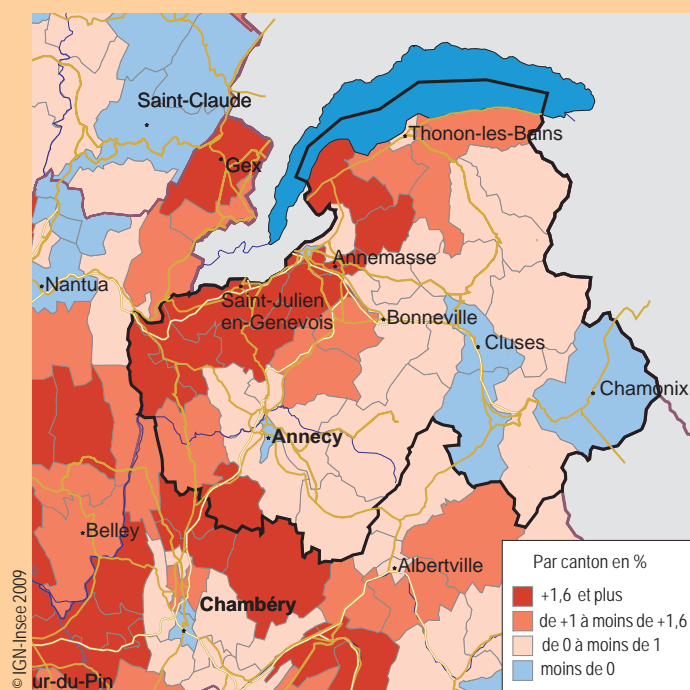 Saint-Claude
Thonon-les-Bains
Gex
Annemasse
Nantua
Saint-Julien
en-Genevois
Bonneville
Cluses
Chamonix
Annecy
Belley
Albertville
Chambéry
ur-du-Pin
Par canton en %
+1,6 et plus
de +1 à moins de +1,6
de 0 à moins de 1
moins de 0
© IGN-Insee 2009